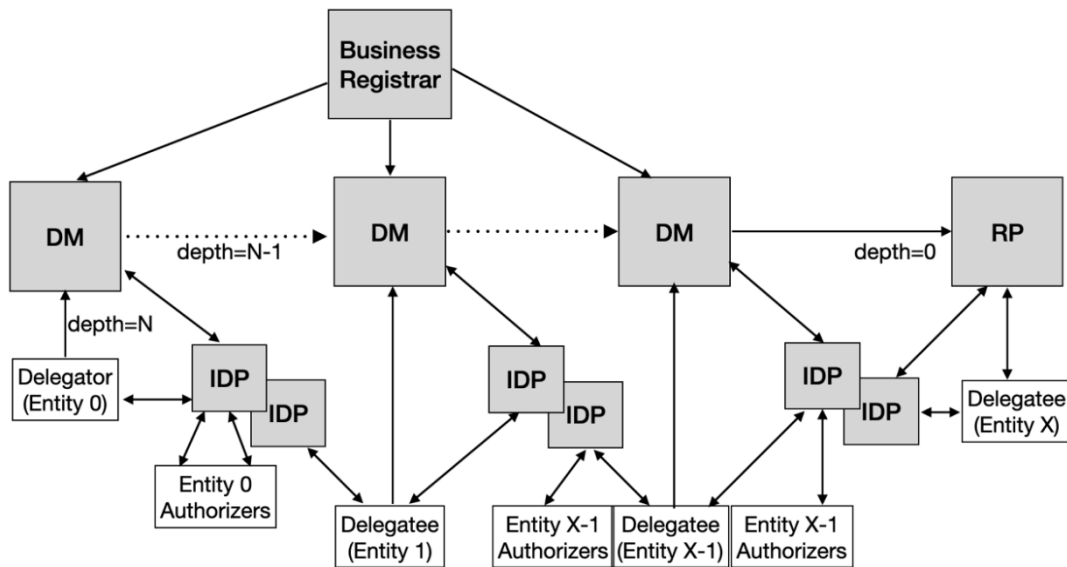 Business
Registrar
DM
DM
DM
RP
depth=N-1
depth=0
depth=N
Delegator
(Entity 0)
IDP
IDP
IDP
IDP
IDP
IDP
Delegatee
(Entity X)
Entity 0
Authorizers
Delegatee
(Entity 1)
Entity X-1
Authorizers
Delegatee
(Entity X-1)
Entity X-1
Authorizers